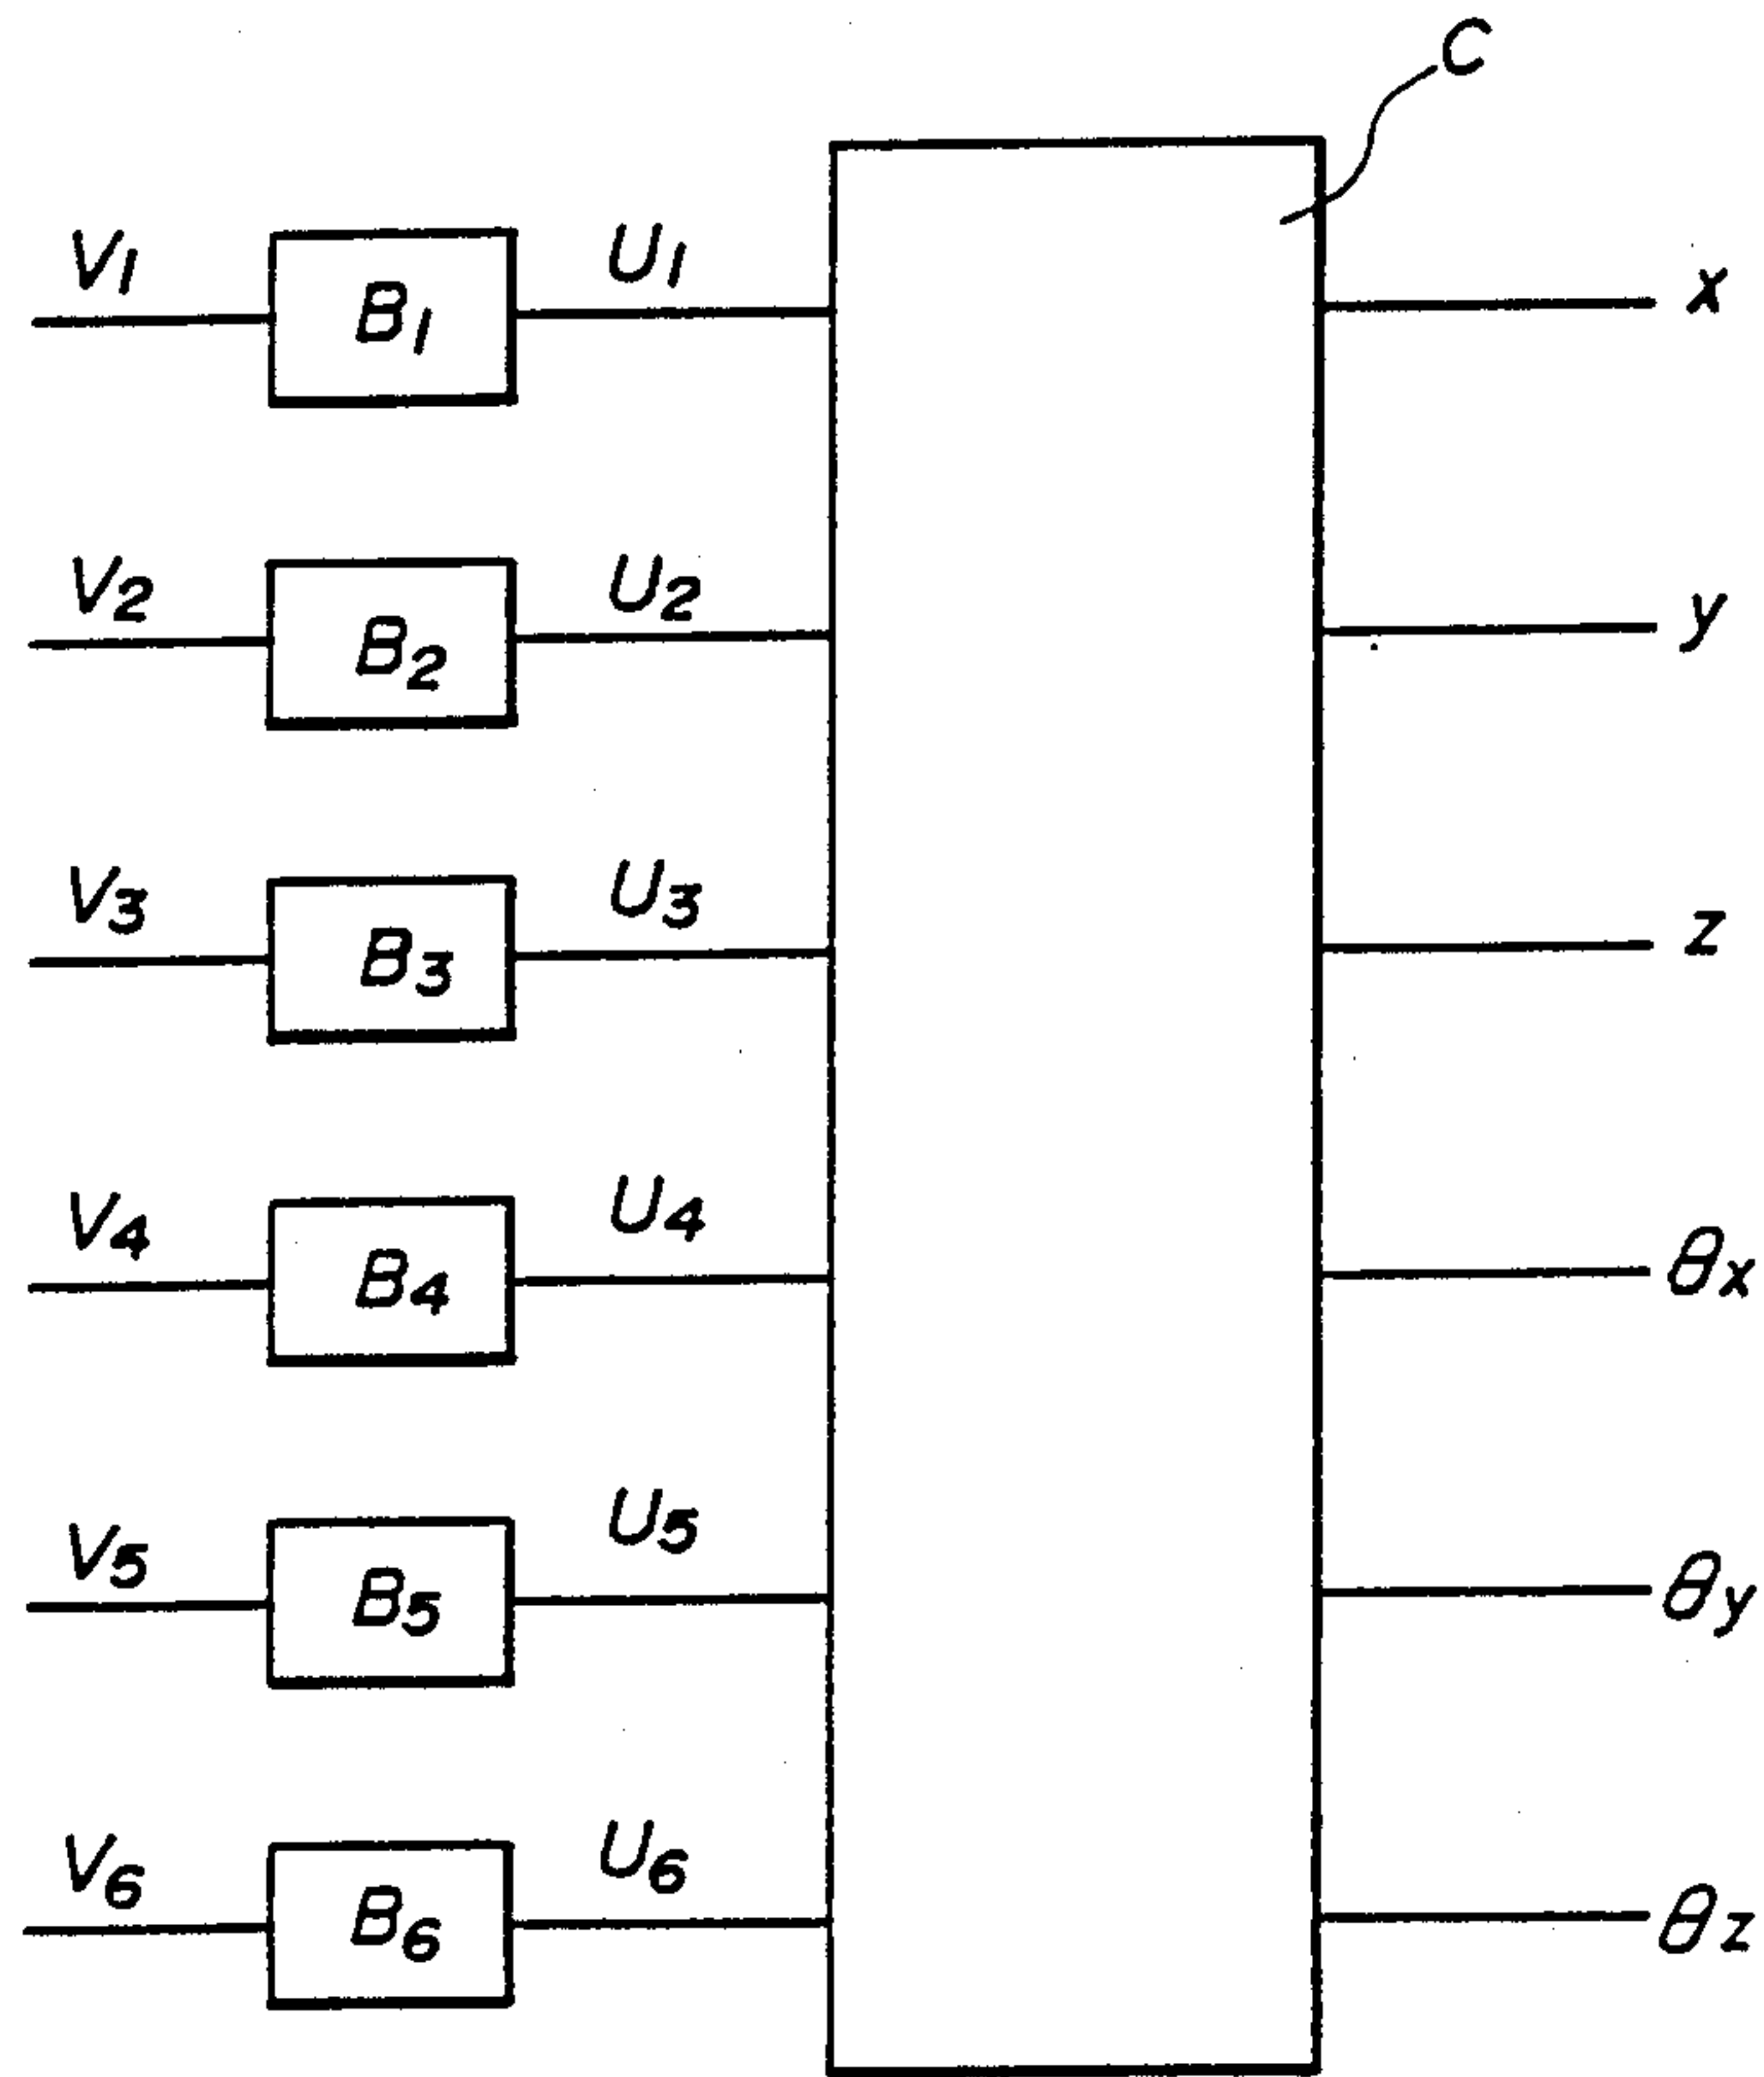 C
V1 B1 U1 x
V2 B2 U2 y
V3 B3 U3 z
V4 B4 U4 θx
V5 B5 U5 θy
V6 B6 U6 θz